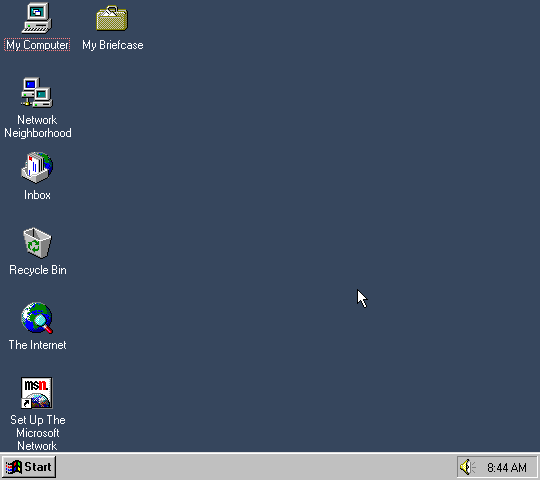 My Computer
My Briefcase
Network
Neighborhood
Inbox
Recycle Bin
The Internet
msn.
Set Up The
Microsoft
Network
Start
8:44 AM